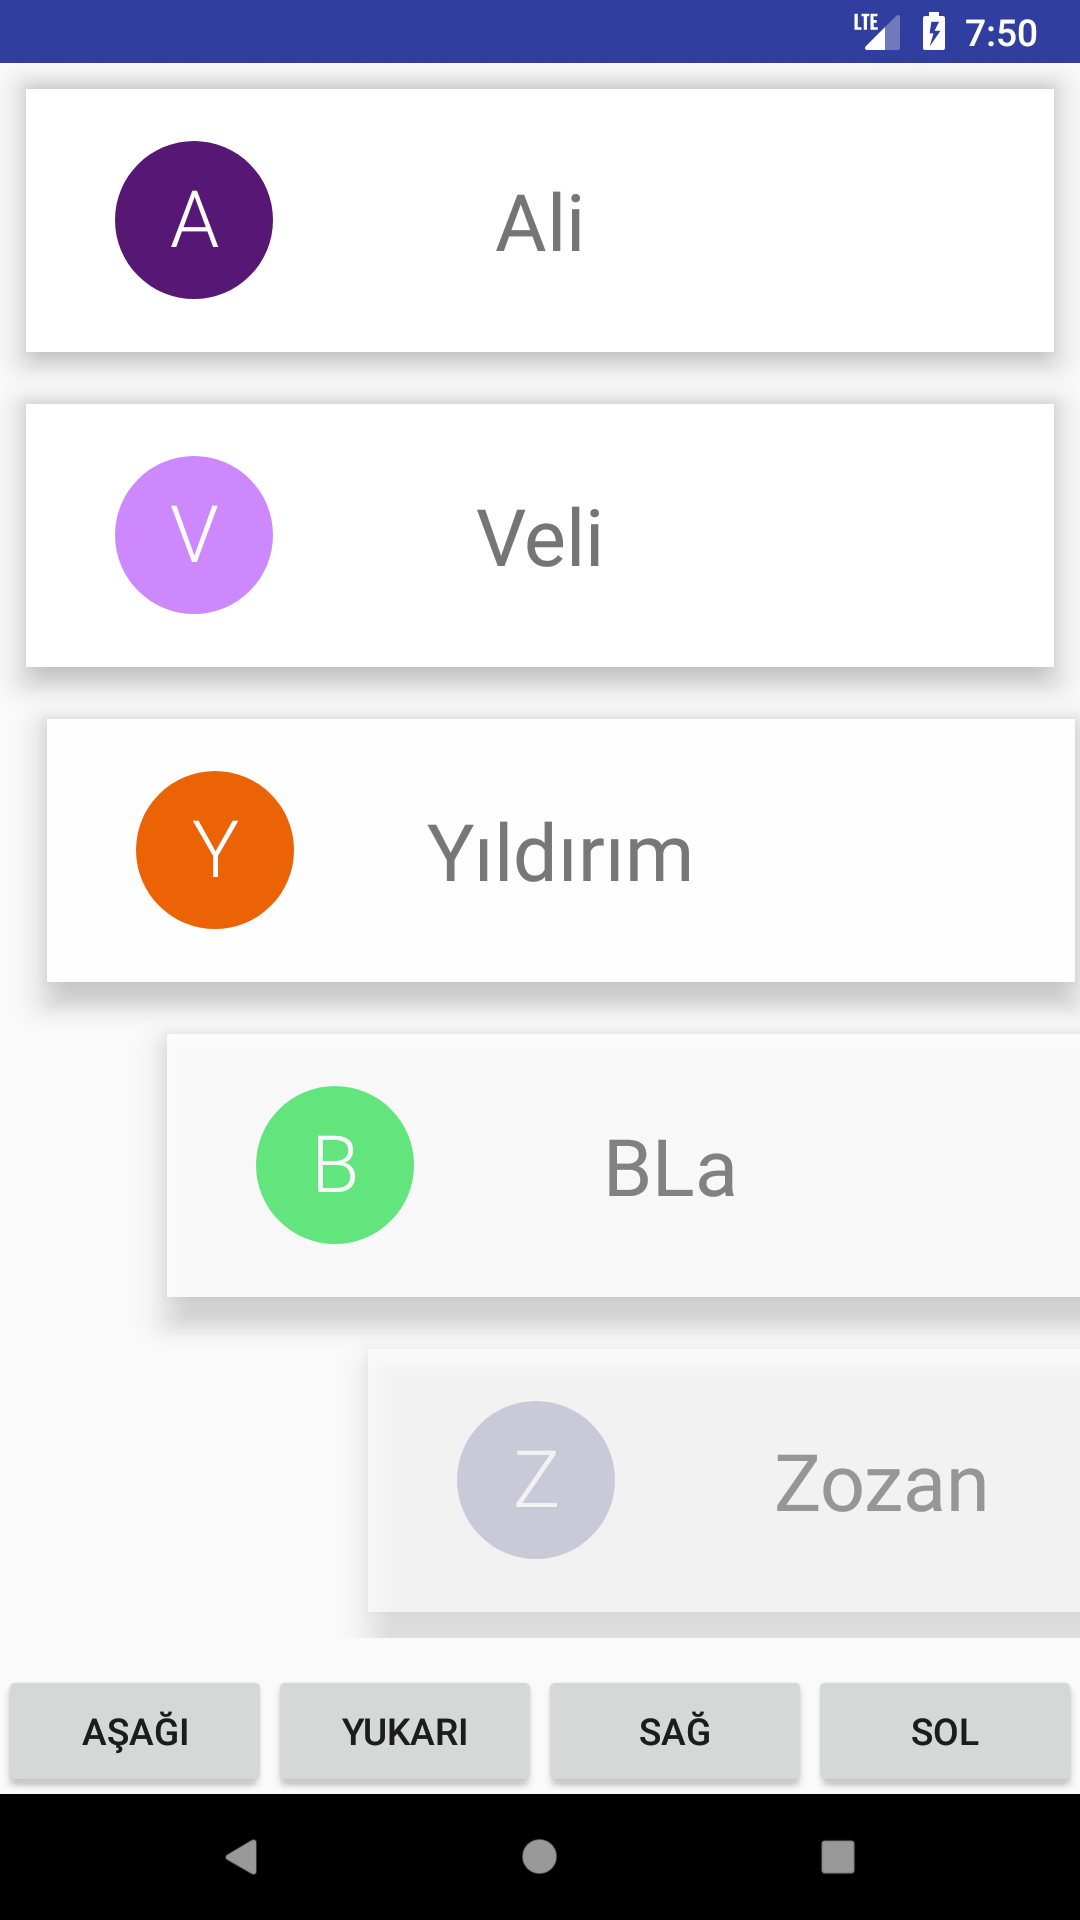 LTE 7:50
A Ali
V Veli
Y Yıldırım
B BLa
Z Zozan
AŞAĞI YUKARI SAĞ SOL